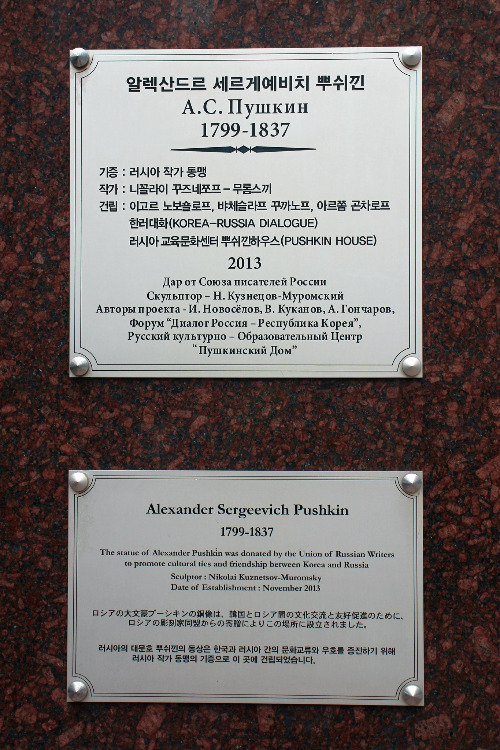 알렉산드르 세르게예비치 뿌쉬낀
А.С. Пушкин
1799-1837
기증 : 러시아 작가 동맹
작가 : 니꼴라이 꾸즈네쪼프 – 무롬스끼
건립 : 이고르 노보숄로프, 뱌체슬라프 꾸까노프, 아르쫌 곤차로프
한러대화(KOREA–RUSSIA DIALOGUE)
러시아 교육문화센터 뿌쉬낀하우스(PUSHKIN HOUSE)
2013
Дар от Союза писателей России
Скульптор – Н. Кузнецов-Муромский
Авторы проекта - И. Новосёлов, В. Куканов, А. Гончаров,
Форум “Диалог Россия – Республика Корея”,
Русский культурно – Образовательный Центр
“Пушкинский Дом”
Alexander Sergeevich Pushkin
1799-1837
The statue of Alexander Pushkin was donated by the Union of Russian Writers
to promote cultural ties and friendship between Korea and Russia
Sculptor : Nikolai Kuznetsov-Muromsky
Date of Establishment : November 2013
ロシアの大文豪プーシキンの銅像は、韓国とロシア間の文化交流と友好促進のために、
ロシアの彫刻家同盟からの寄贈によりこの場所に設立されました。
러시아의 대문호 뿌쉬낀의 동상은 한국과 러시아 간의 문화교류와 우호를 증진하기 위해
러시아 작가 동맹의 기증으로 이 곳에 건립되었습니다.